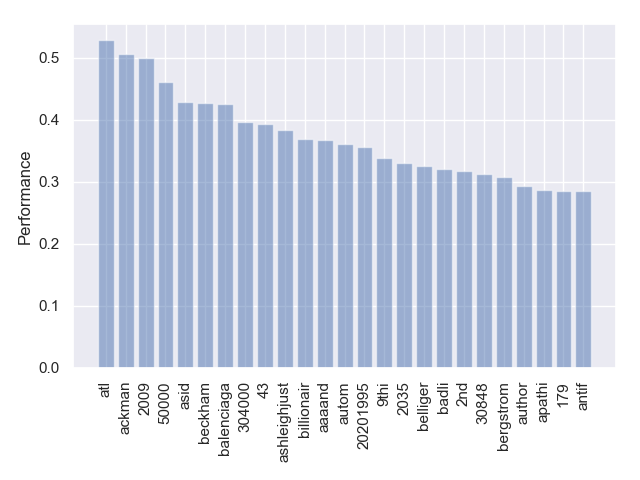 Performance
0.5
0.4
0.3
0.2
0.1
0.0
atl
ackman
2009
50000
asid
beckham
balenciaga
304000
43
ashleighjust
billionair
aaaand
autom
20201995
9thi
2035
belliger
badli
2nd
30848
bergstrom
author
apathi
179
antif